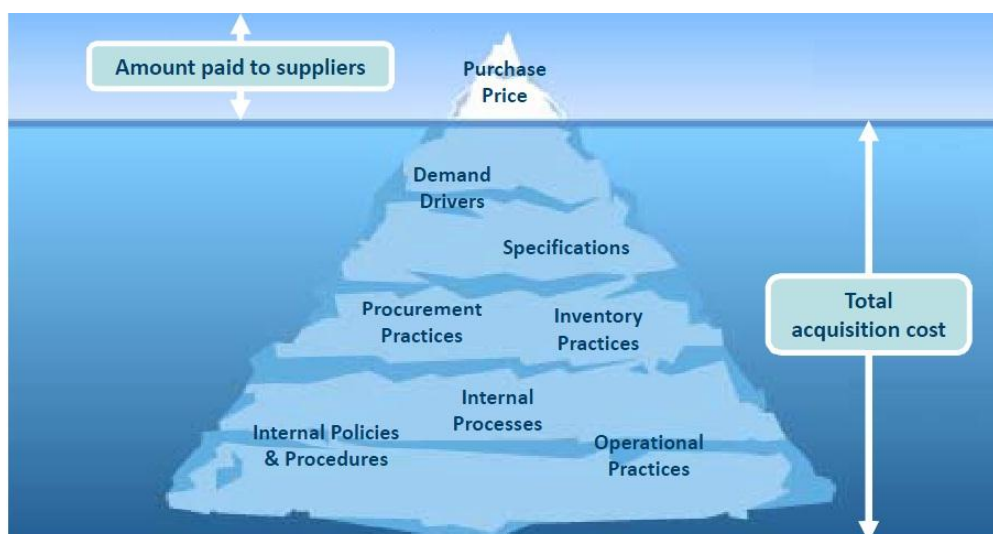 Amount paid to suppliers
Purchase
Price
Demand
Drivers
Specifications
Procurement
Practices
Inventory
Practices
Total
acquisition cost
Internal
Processes
Internal Policies
& Procedures
Operational
Practices